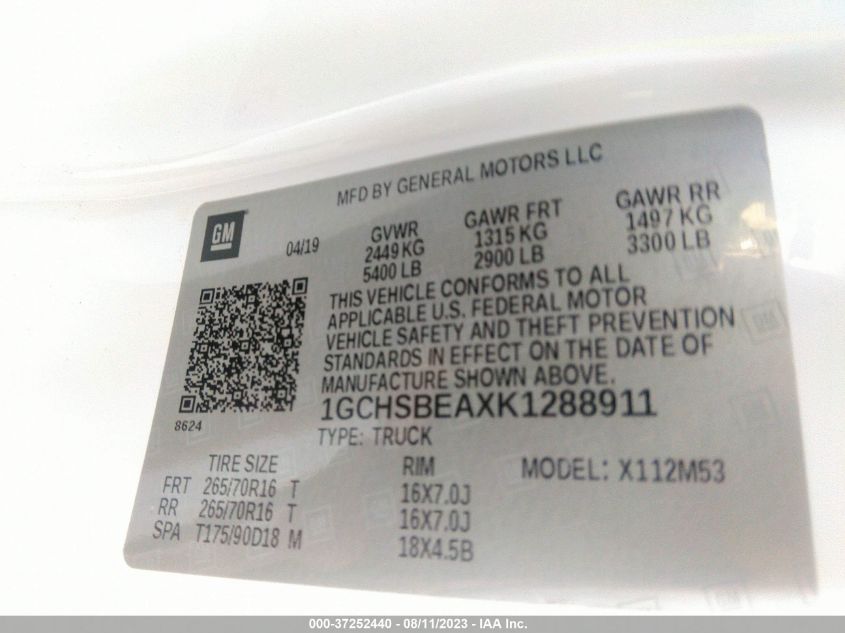 MFD BY GENERAL MOTORS LLC
GM
04/19
GVWR
2449 KG
5400 LB
GAWR FRT
1315 KG
2900 LB
GAWR RR
1497 KG
3300 LB
THIS VEHICLE CONFORMS TO ALL
APPLICABLE U.S. FEDERAL MOTOR
VEHICLE SAFETY AND THEFT PREVENTION
STANDARDS IN EFFECT ON THE DATE OF
MANUFACTURE SHOWN ABOVE.
1GCHSBEAXK1288911
8624
TYPE: TRUCK
TIRE SIZE RIM MODEL: X112M53
FRT 265/70R16 T 16X7.0J
RR 265/70R16 T 16X7.0J
SPA T175/90D18 M 18X4.5B
000-37252440 - 08/11/2023 - IAA Inc.